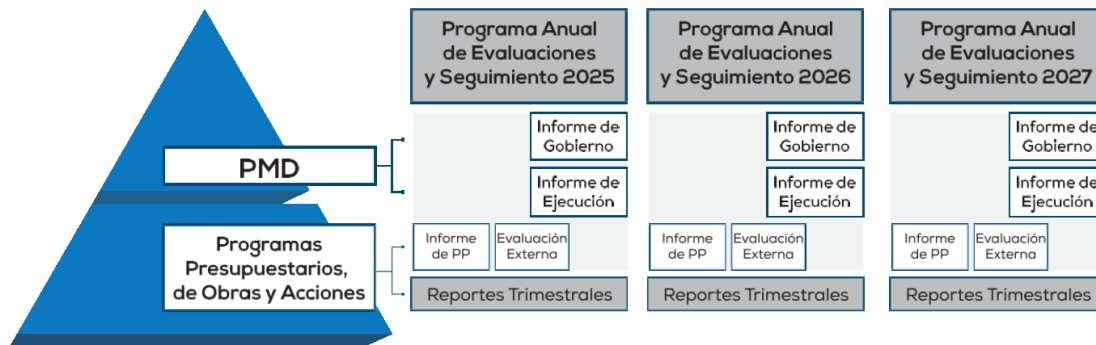 Programa Anual
de Evaluaciones
y Seguimiento 2025
Programa Anual
de Evaluaciones
y Seguimiento 2026
Programa Anual
de Evaluaciones
y Seguimiento 2027
PMD
Informe de
Gobierno
Informe de
Gobierno
Informe de
Gobierno
Informe de
Ejecución
Informe de
Ejecución
Informe de
Ejecución
Programas
Presupuestarios,
de Obras y Acciones
Informe
de PP
Evaluación
Externa
Informe
de PP
Evaluación
Externa
Informe
de PP
Evaluación
Externa
Reportes Trimestrales
Reportes Trimestrales
Reportes Trimestrales